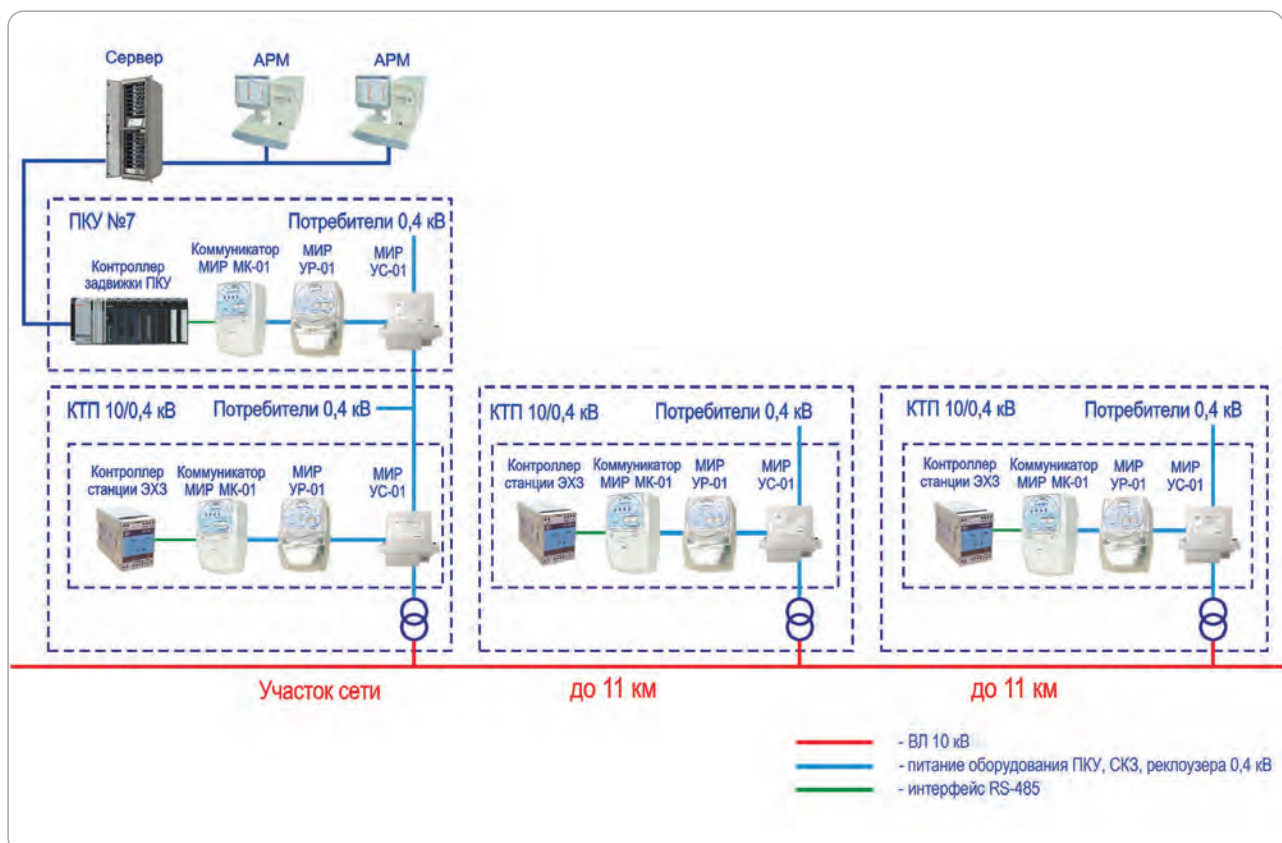 Сервер
АРМ
АРМ
ПКУ №7
Потребители 0,4 кВ
Контроллер
задвижки ПКУ
Коммуникатор
МИР МК-01
МИР
УР-01
МИР
УС-01
КТП 10/0,4 кВ
Потребители 0,4 кВ
Контроллер
станции ЭХЗ
Коммуникатор
МИР МК-01
МИР
УР-01
МИР
УС-01
КТП 10/0,4 кВ
Потребители 0,4 кВ
Контроллер
станции ЭХЗ
Коммуникатор
МИР МК-01
МИР
УР-01
МИР
УС-01
КТП 10/0,4 кВ
Потребители 0,4 кВ
Контроллер
станции ЭХЗ
Коммуникатор
МИР МК-01
МИР
УР-01
МИР
УС-01
Участок сети
до 11 км
до 11 км
- ВЛ 10 кВ
- питание оборудования ПКУ, СКЗ, реклоузера 0,4 кВ
- интерфейс RS-485